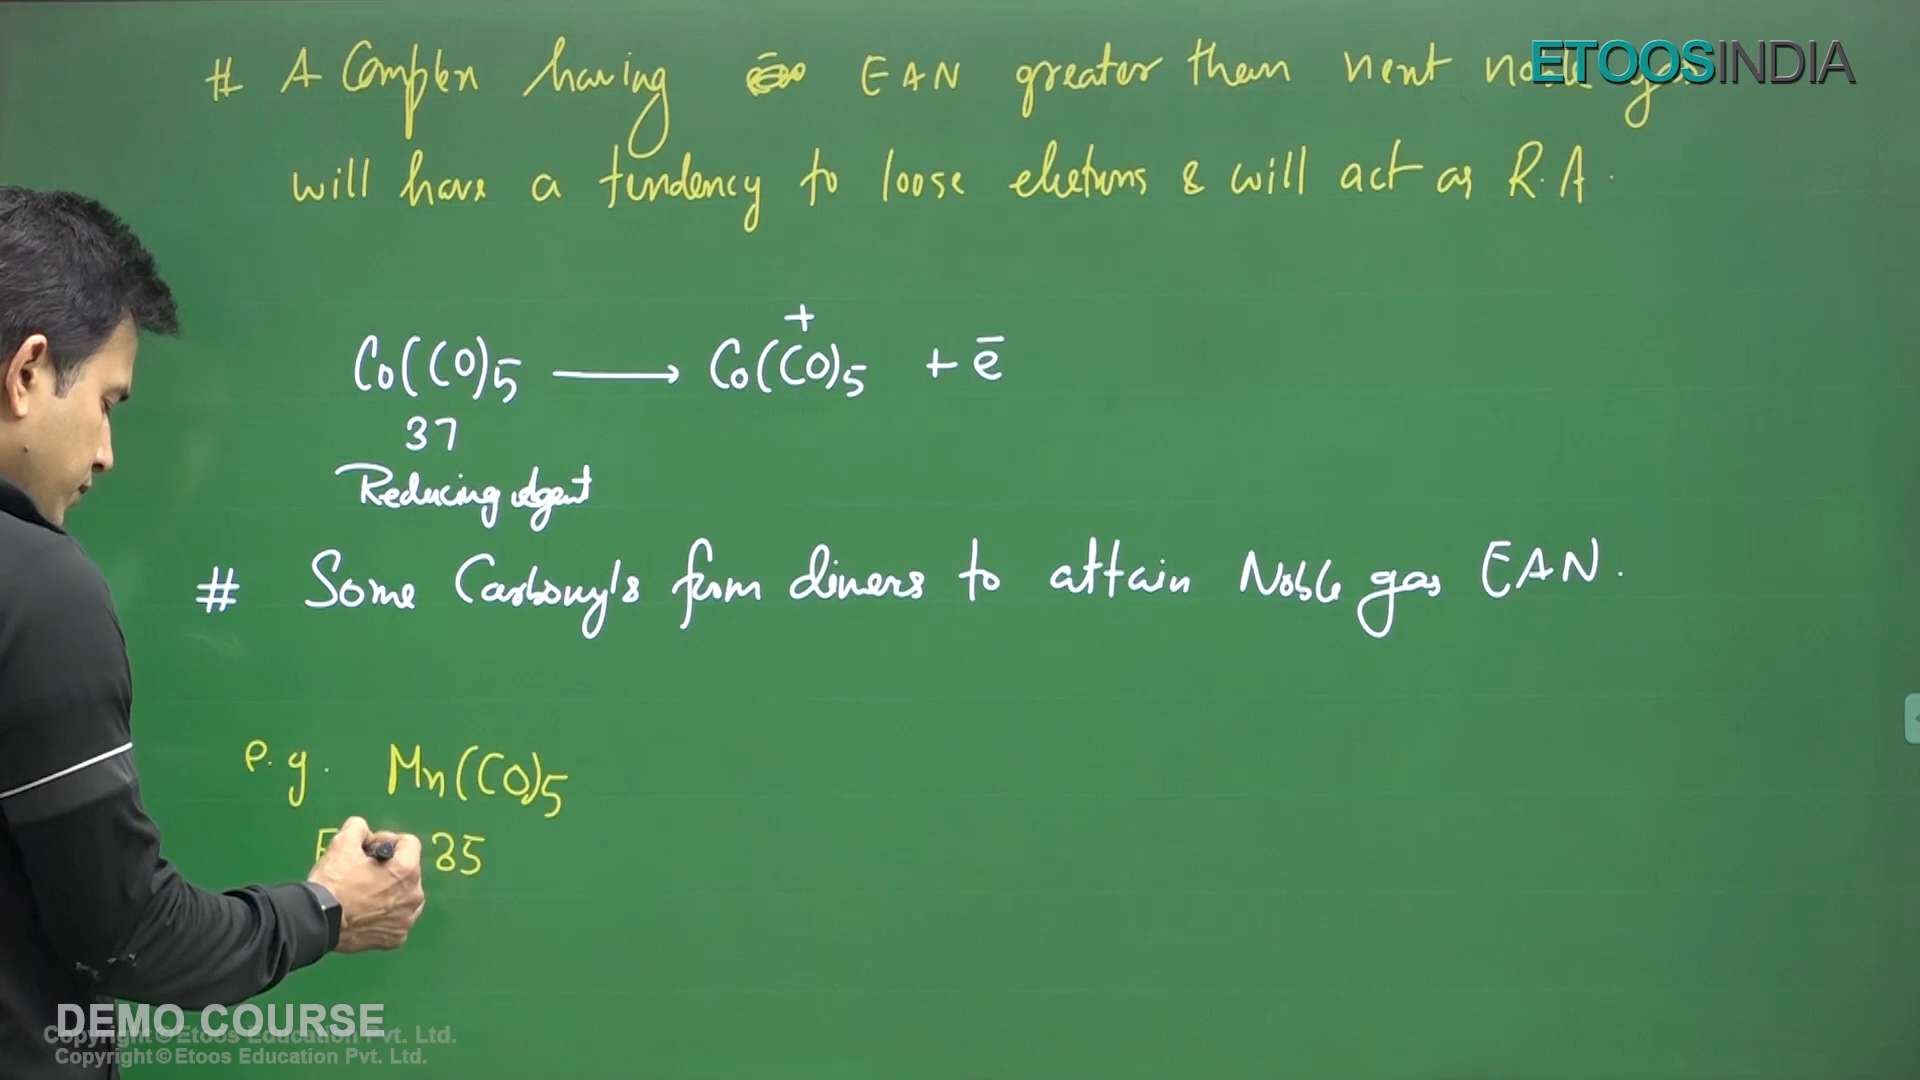 # A Complex having EAN greater than next noble
ETOOSINDIA
will have a tendency to loose electrons & will act as R.A.
Co(CO)5 ⟶ Co(CO)5+ + e⁻
37
Reducing agent
# Some Carbonyls form dimers to attain Noble gas EAN.
e.g. Mn(CO)5
E 35
DEMO COURSE
Copyright © Etoos Education Pvt. Ltd.
Copyright © Etoos Education Pvt. Ltd.